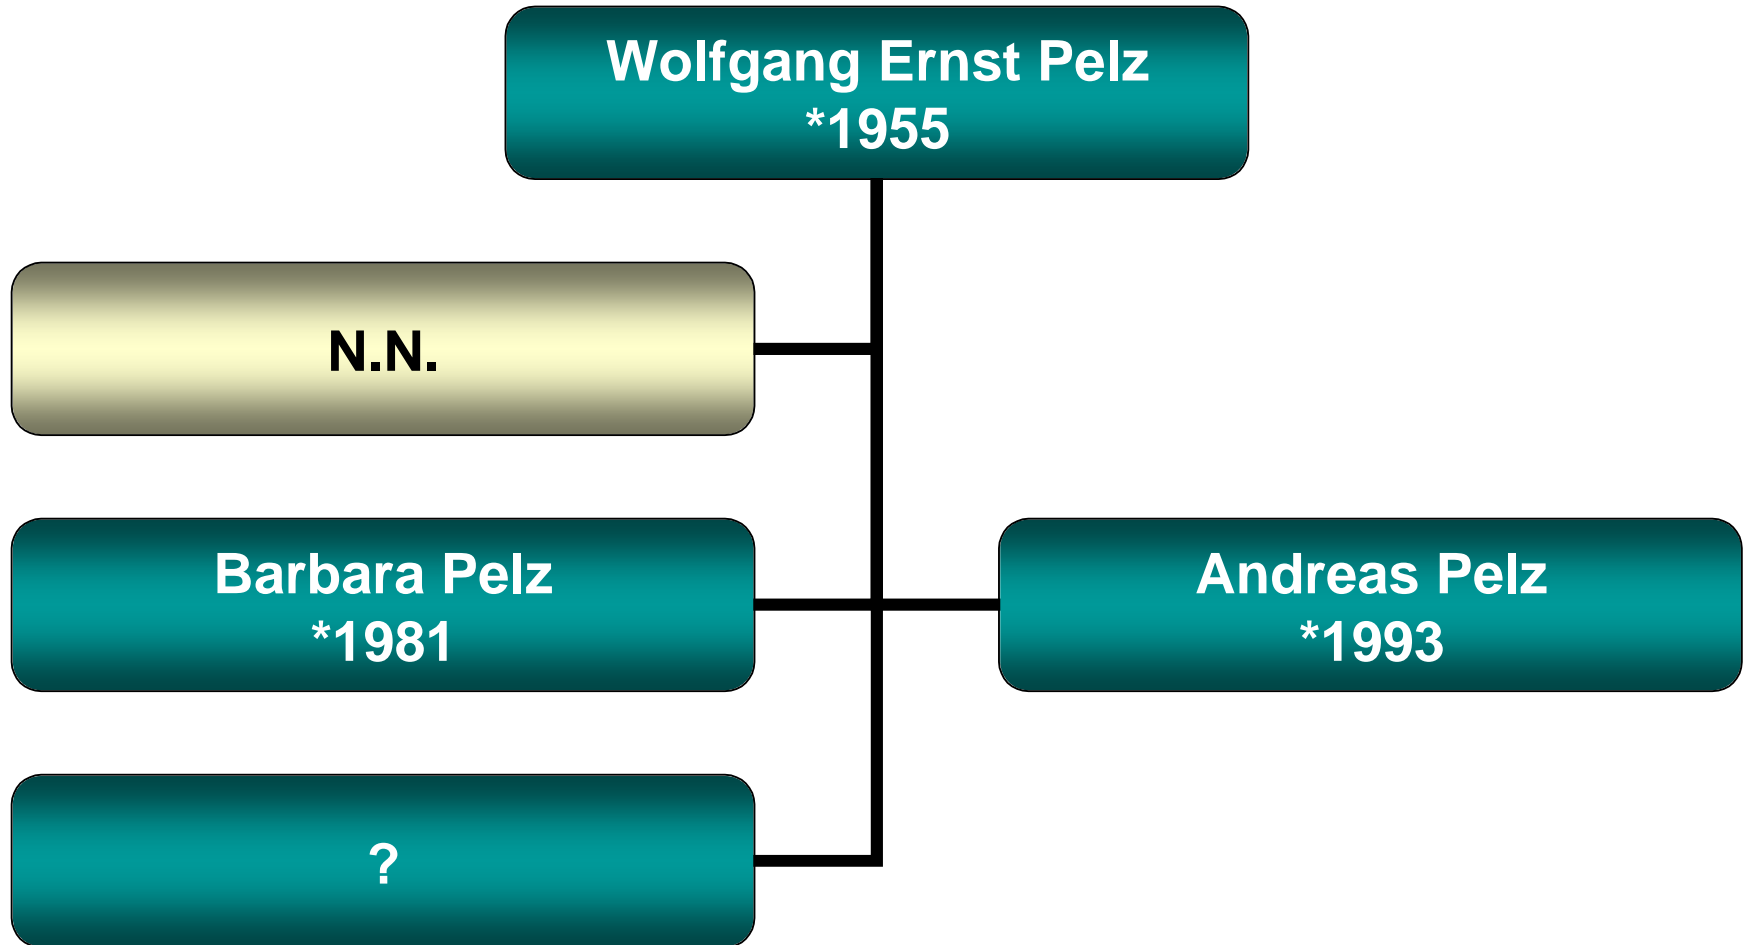 Wolfgang Ernst Pelz
*1955
N.N.
Barbara Pelz
*1981
Andreas Pelz
*1993
?